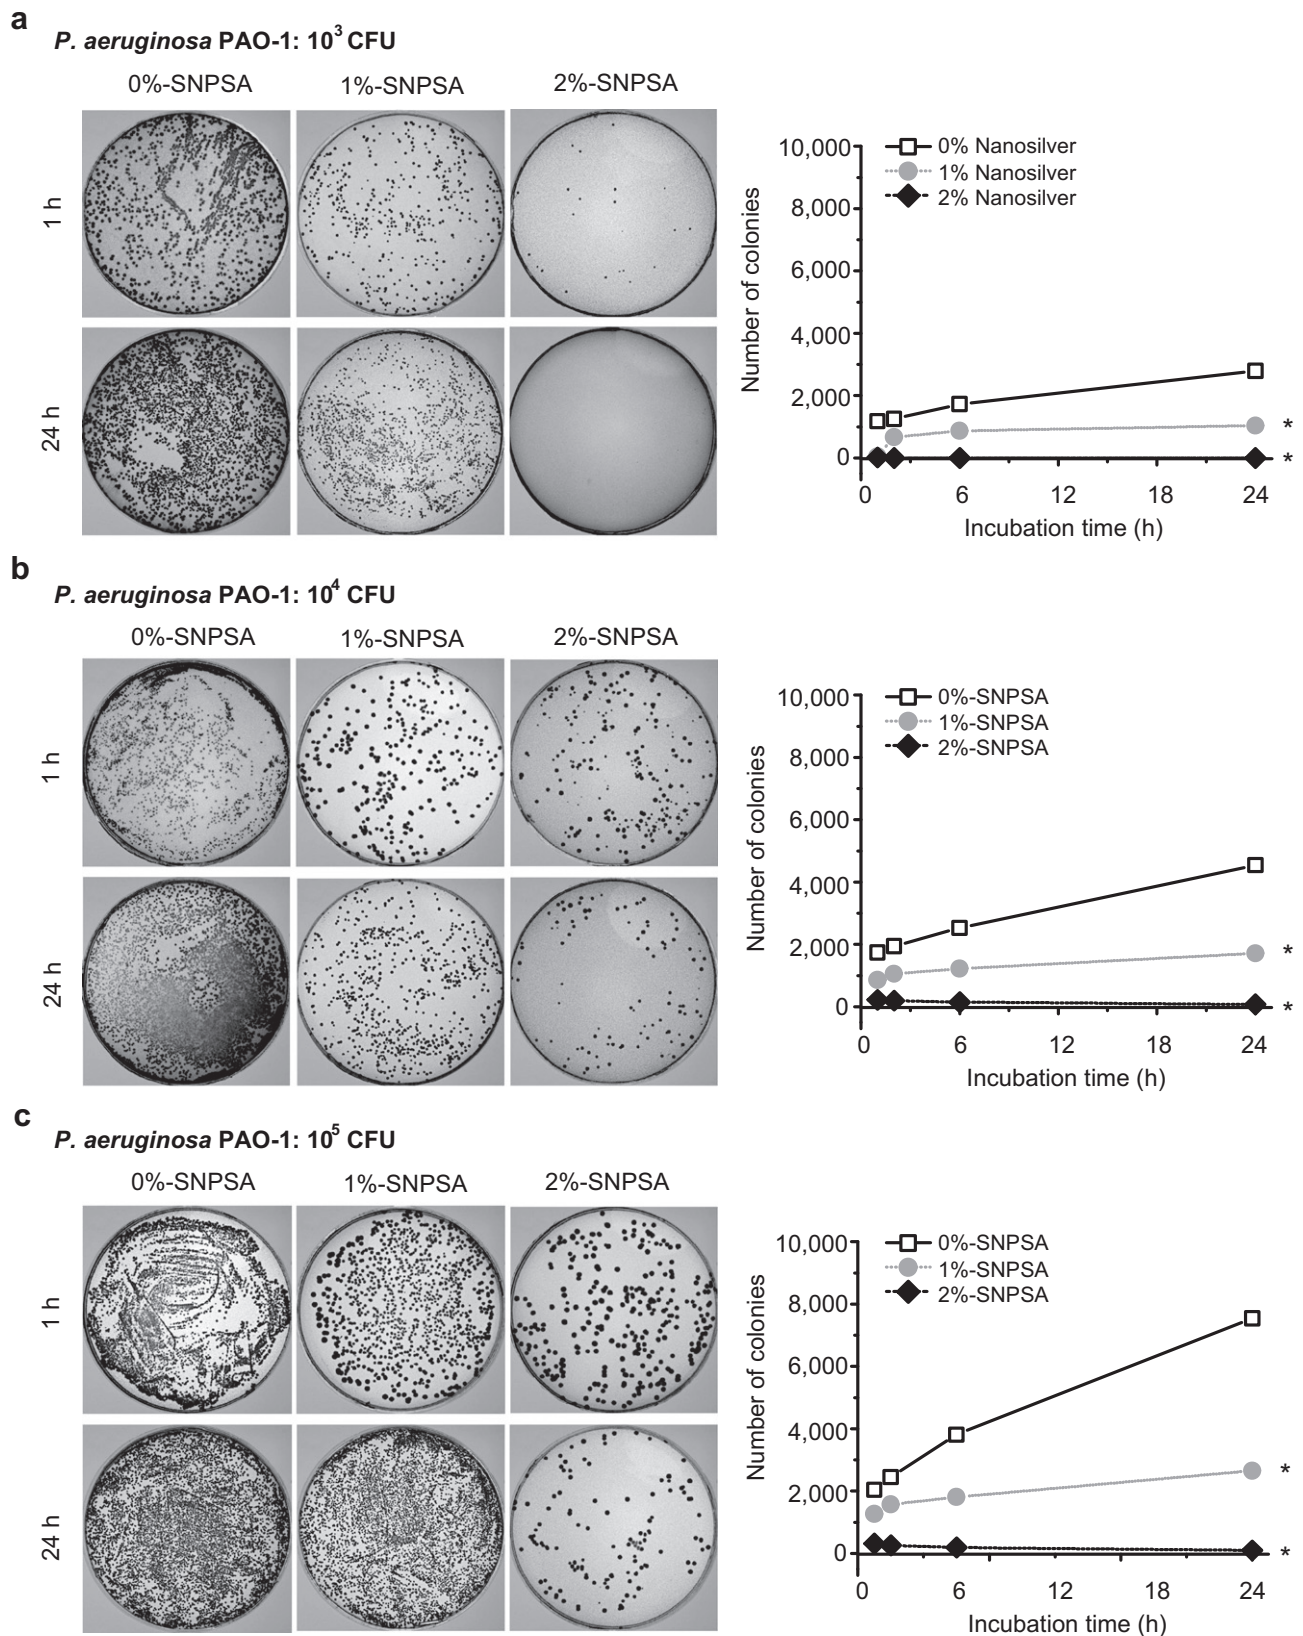 a
P. aeruginosa PAO-1: 10³ CFU
0%-SNPSA 1%-SNPSA 2%-SNPSA
1 h
24 h
0% Nanosilver
1% Nanosilver
2% Nanosilver
Number of colonies
10,000
8,000
6,000
4,000
2,000
0
0 6 12 18 24
Incubation time (h)
*
*
b
P. aeruginosa PAO-1: 10⁴ CFU
0%-SNPSA 1%-SNPSA 2%-SNPSA
1 h
24 h
0%-SNPSA
1%-SNPSA
2%-SNPSA
Number of colonies
10,000
8,000
6,000
4,000
2,000
0
0 6 12 18 24
Incubation time (h)
*
*
c
P. aeruginosa PAO-1: 10⁵ CFU
0%-SNPSA 1%-SNPSA 2%-SNPSA
1 h
24 h
0%-SNPSA
1%-SNPSA
2%-SNPSA
Number of colonies
10,000
8,000
6,000
4,000
2,000
0
0 6 12 18 24
Incubation time (h)
*
*